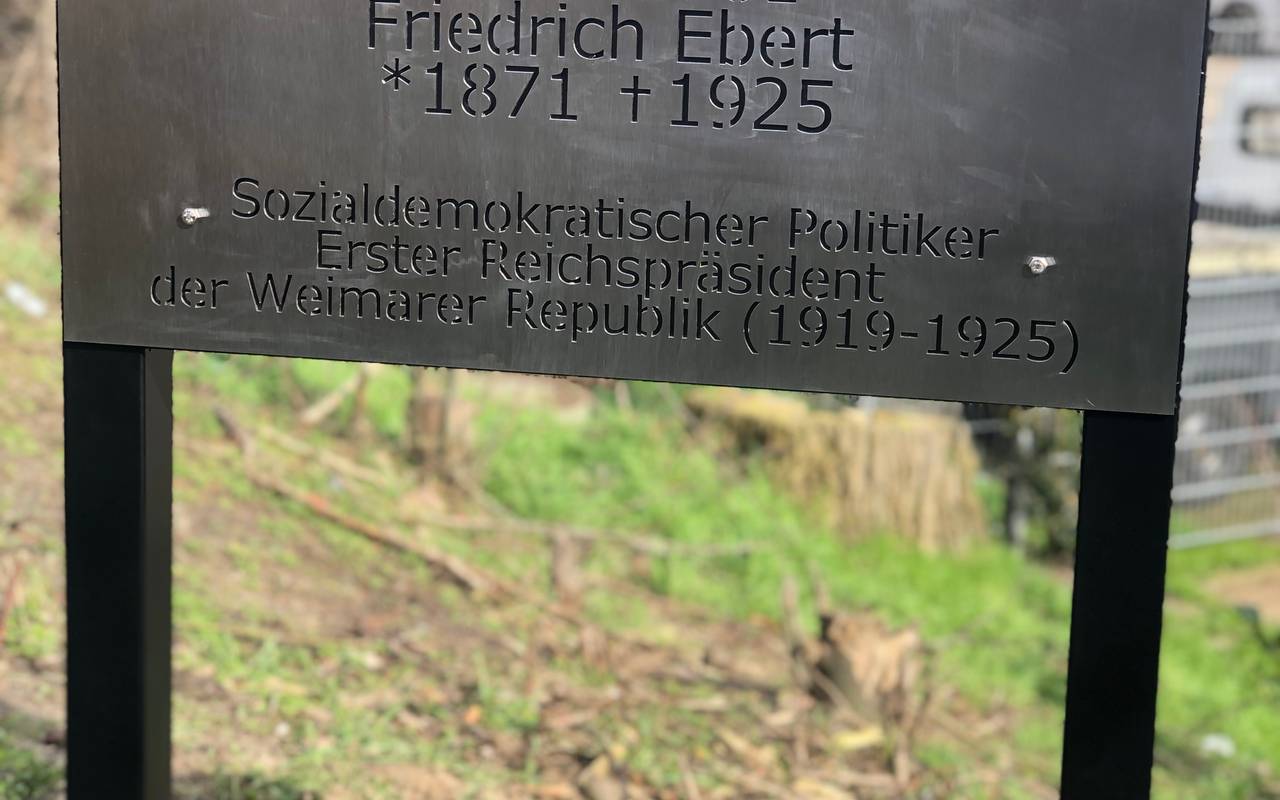 Friedrich Ebert
*1871 †1925
Sozialdemokratischer Politiker
Erster Reichspräsident
der Weimarer Republik (1919-1925)